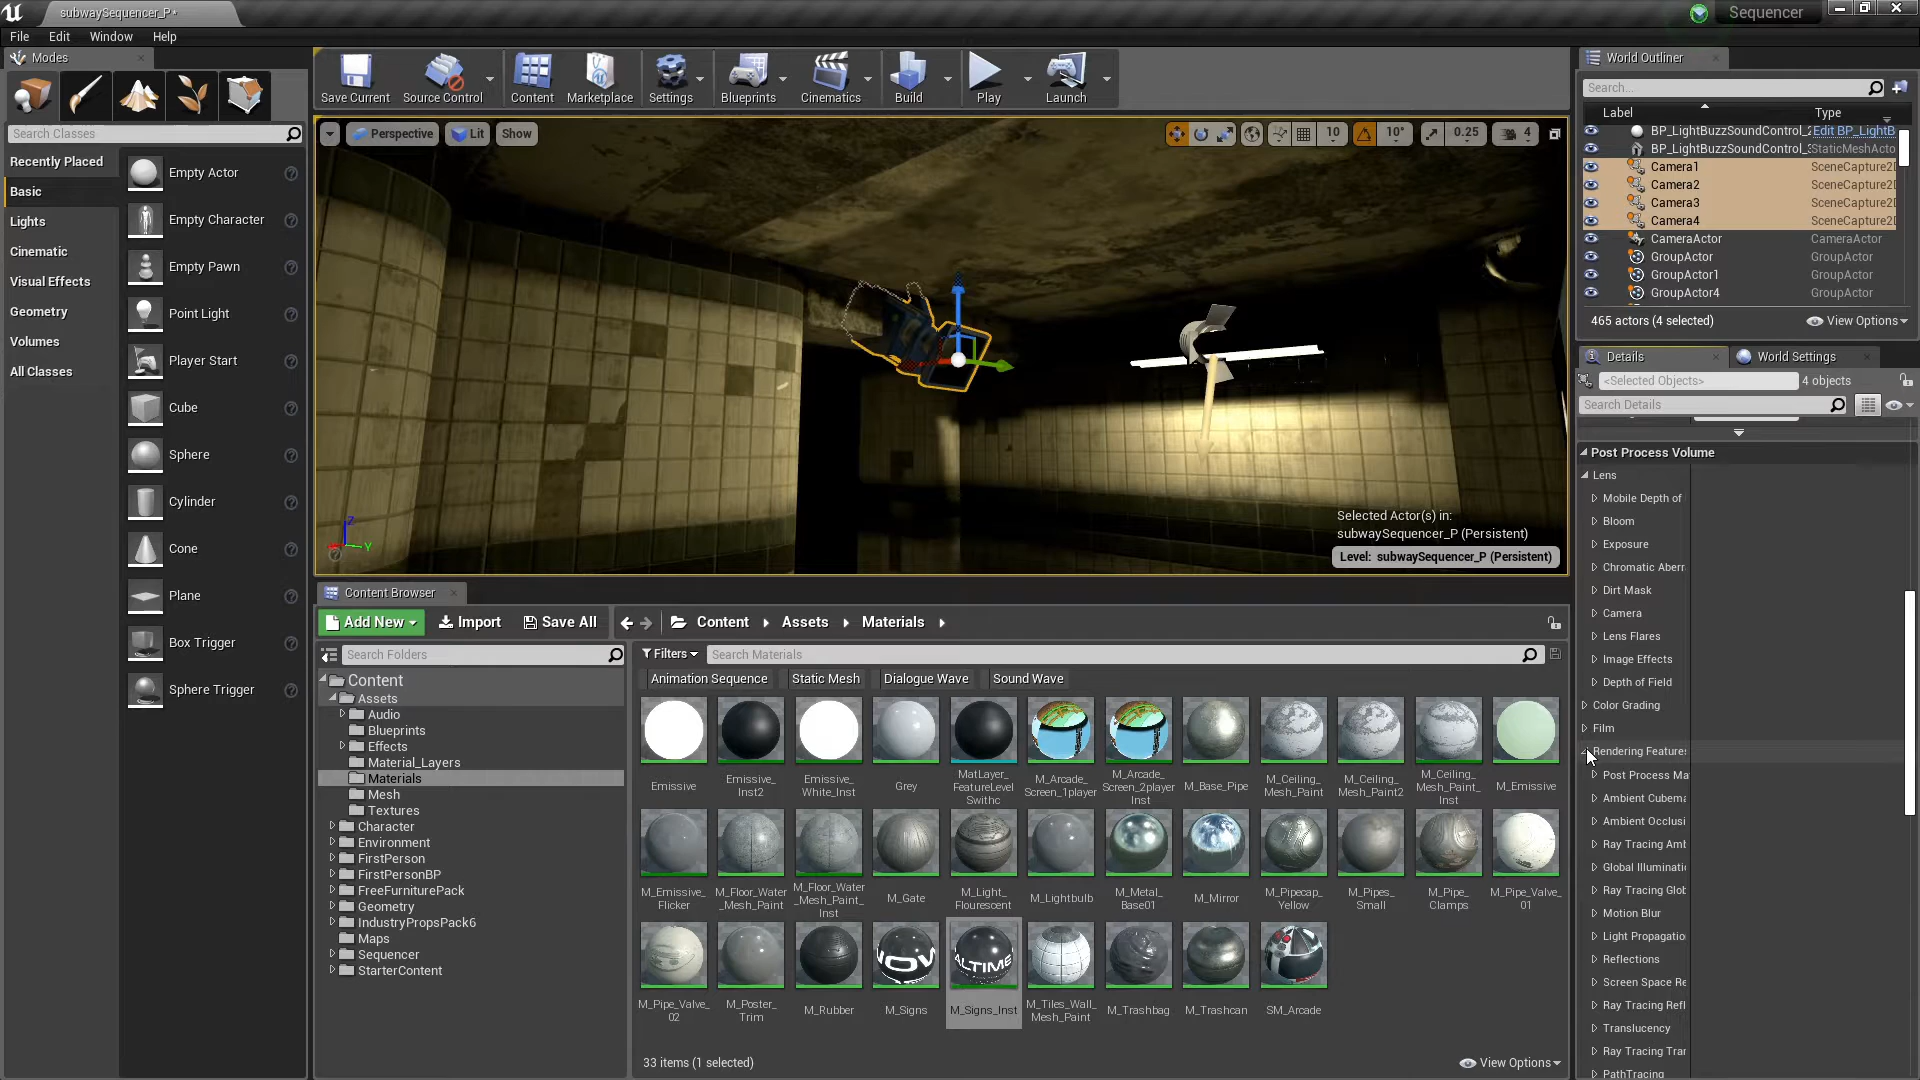 subwaySequencer_P*
Sequencer
File
Edit
Window
Help
Modes
Search Classes
Recently Placed
Basic
Lights
Cinematic
Visual Effects
Geometry
Volumes
All Classes
Empty Actor
Empty Character
Empty Pawn
Point Light
Player Start
Cube
Sphere
Cylinder
Cone
Plane
Box Trigger
Sphere Trigger
Save Current
Source Control
Content
Marketplace
Settings
Blueprints
Cinematics
Build
Play
Launch
Perspective
Lit
Show
10
10°
0.25
4
Z
Y
Selected Actor(s) in:
subwaySequencer_P (Persistent)
Level: subwaySequencer_P (Persistent)
Content Browser
Add New
Import
Save All
Content
Assets
Materials
Search Folders
Filters
Search Materials
Content
Assets
Audio
Blueprints
Effects
Material_Layers
Materials
Mesh
Textures
Character
Environment
FirstPerson
FirstPersonBP
FreeFurniturePack
Geometry
IndustryPropsPack6
Maps
Sequencer
StarterContent
Animation Sequence
Static Mesh
Dialogue Wave
Sound Wave
Emissive
Emissive_
Inst2
Emissive_
White_Inst
Grey
MatLayer_
FeatureLevel
Swithc
M_Arcade_
Screen_1player
M_Arcade_
Screen_2player
Inst
M_Base_Pipe
M_Ceiling_
Mesh_Paint
M_Ceiling_
Mesh_Paint2
M_Ceiling_
Mesh_Paint_
Inst
M_Emissive
M_Emissive_
Flicker
M_Floor_Water
_Mesh_Paint
M_Floor_Water
_Mesh_Paint_
Inst
M_Gate
M_Light_
Flourescent
M_Lightbulb
M_Metal_
Base01
M_Mirror
M_Pipecap_
Yellow
M_Pipes_
Small
M_Pipe_
Clamps
M_Pipe_Valve_
01
M_Pipe_Valve_
02
M_Poster_
Trim
M_Rubber
M_Signs
M_Signs_Inst
M_Tiles_Wall_
Mesh_Paint
M_Trashbag
M_Trashcan
SM_Arcade
33 items (1 selected)
View Options
World Outliner
Search...
Label
Type
BP_LightBuzzSoundControl_
Edit BP_LightB
BP_LightBuzzSoundControl_
StaticMeshActo
Camera1
SceneCapture2D
Camera2
SceneCapture2D
Camera3
SceneCapture2D
Camera4
SceneCapture2D
CameraActor
CameraActor
GroupActor
GroupActor
GroupActor1
GroupActor
GroupActor4
GroupActor
465 actors (4 selected)
View Options
Details
World Settings
<Selected Objects>
4 objects
Search Details
Post Process Volume
Lens
Mobile Depth of
Bloom
Exposure
Chromatic Aberr
Dirt Mask
Camera
Lens Flares
Image Effects
Depth of Field
Color Grading
Film
Rendering Features
Post Process Ma
Ambient Cubema
Ambient Occlusi
Ray Tracing Amb
Global Illuminati
Ray Tracing Glob
Motion Blur
Light Propagatio
Reflections
Screen Space Re
Ray Tracing Refl
Translucency
Ray Tracing Tran
PathTracing